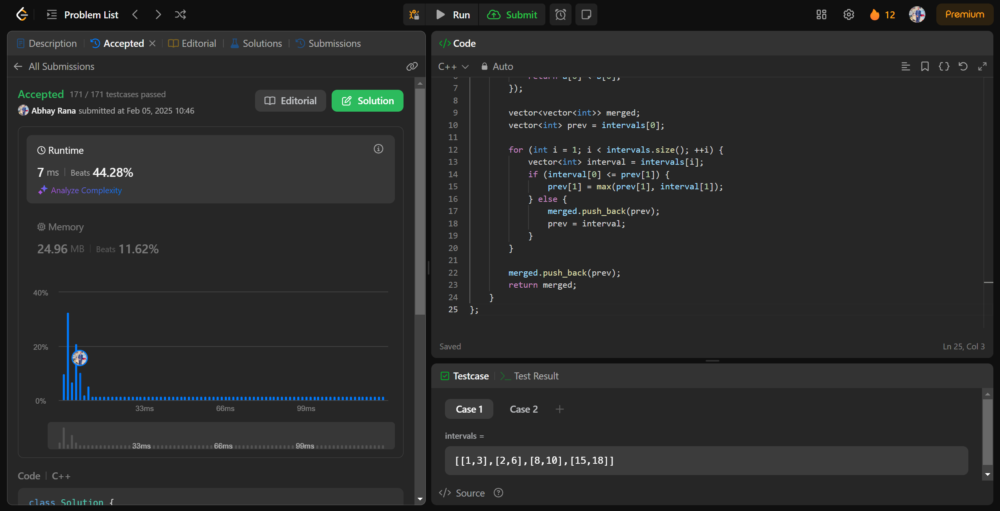 Problem List
Run
Submit
12
Premium
Description
Accepted
Editorial
Solutions
Submissions
All Submissions
Accepted 171 / 171 testcases passed
Abhay Rana submitted at Feb 05, 2025 10:46
Editorial
Solution
Runtime
7 ms Beats 44.28%
Analyze Complexity
Memory
24.96 MB Beats 11.62%
40%
20%
0%
33ms 66ms 99ms
33ms 66ms 99ms
Code C++
class Solution {
</> Code
C++ Auto
6 return a[0] < b[0];
7 });
8
9 vector<vector<int>> merged;
10 vector<int> prev = intervals[0];
11
12 for (int i = 1; i < intervals.size(); ++i) {
13 vector<int> interval = intervals[i];
14 if (interval[0] <= prev[1]) {
15 prev[1] = max(prev[1], interval[1]);
16 } else {
17 merged.push_back(prev);
18 prev = interval;
19 }
20 }
21
22 merged.push_back(prev);
23 return merged;
24 }
25 };
Saved
Ln 25, Col 3
Testcase
>_ Test Result
Case 1 Case 2 +
intervals =
[[1,3],[2,6],[8,10],[15,18]]
</> Source ?